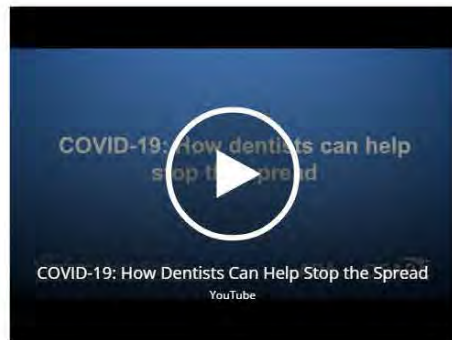 COVID-19: How dentists can help
stop the spread
COVID-19: How Dentists Can Help Stop the Spread
YouTube